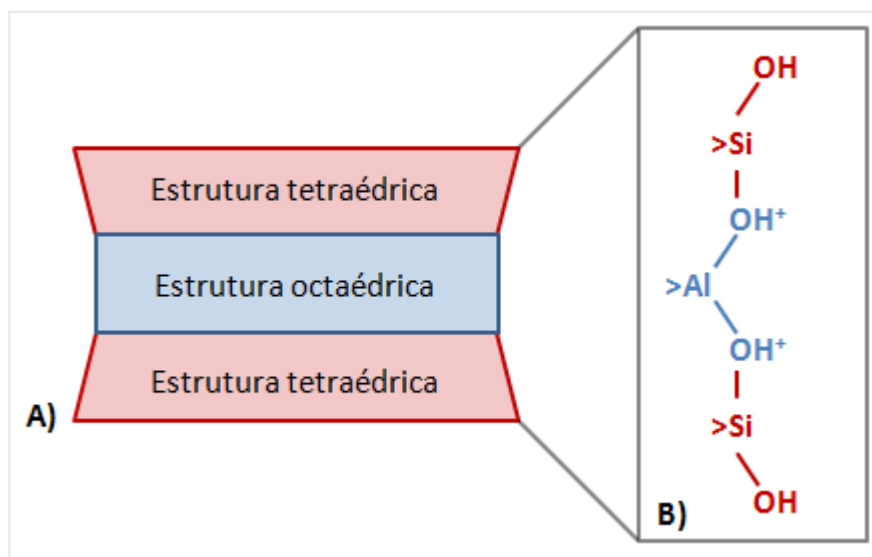 Estrutura tetraédrica
Estrutura octaédrica
Estrutura tetraédrica
A)
OH
>Si
OH⁺
>Al
OH⁺
>Si
OH
B)